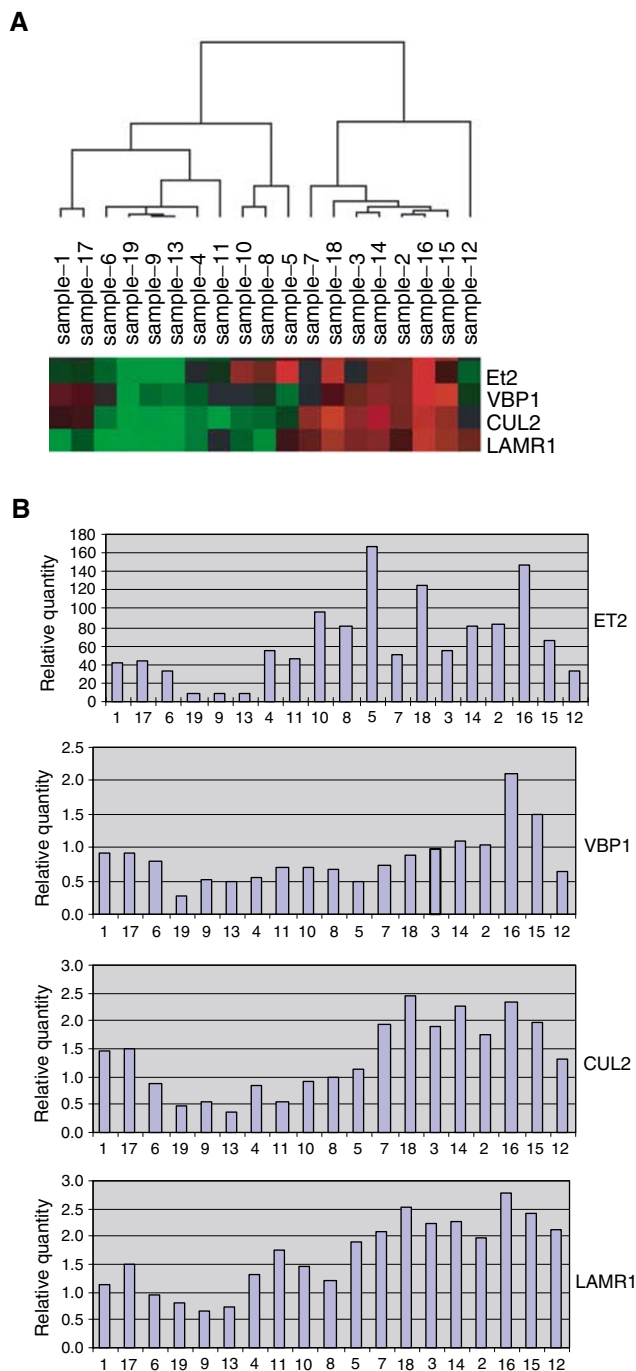 A
sample–1
sample–17
sample–6
sample–19
sample–9
sample–13
sample–4
sample–11
sample–10
sample–8
sample–5
sample–7
sample–18
sample–3
sample–14
sample–2
sample–16
sample–15
sample–12
Et2
VBP1
CUL2
LAMR1
B
Relative quantity
180
160
140
120
100
80
60
40
20
0
1 17 6 19 9 13 4 11 10 8 5 7 18 3 14 2 16 15 12
ET2
Relative quantity
2.5
2.0
1.5
1.0
0.5
0.0
1 17 6 19 9 13 4 11 10 8 5 7 18 3 14 2 16 15 12
VBP1
Relative quantity
3.0
2.5
2.0
1.5
1.0
0.5
0.0
1 17 6 19 9 13 4 11 10 8 5 7 18 3 14 2 16 15 12
CUL2
Relative quantity
3.0
2.5
2.0
1.5
1.0
0.5
0.0
1 17 6 19 9 13 4 11 10 8 5 7 18 3 14 2 16 15 12
LAMR1